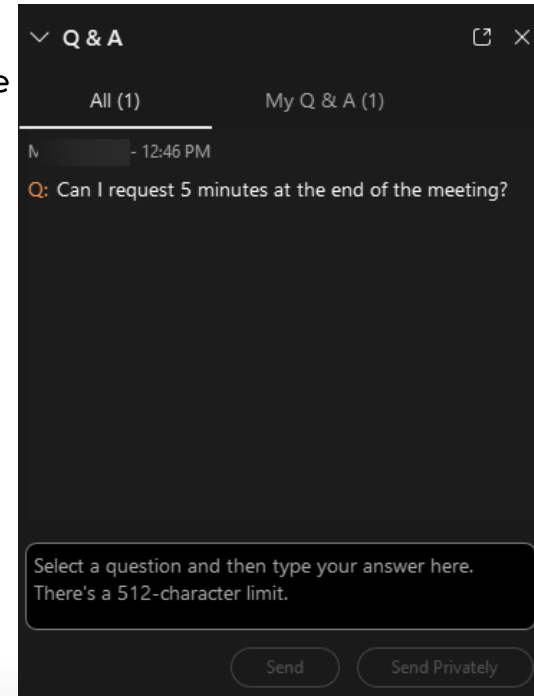 Q & A
e
All (1) My Q & A (1)
- 12:46 PM
Q: Can I request 5 minutes at the end of the meeting?
Select a question and then type your answer here.
There's a 512-character limit.
Send Send Privately